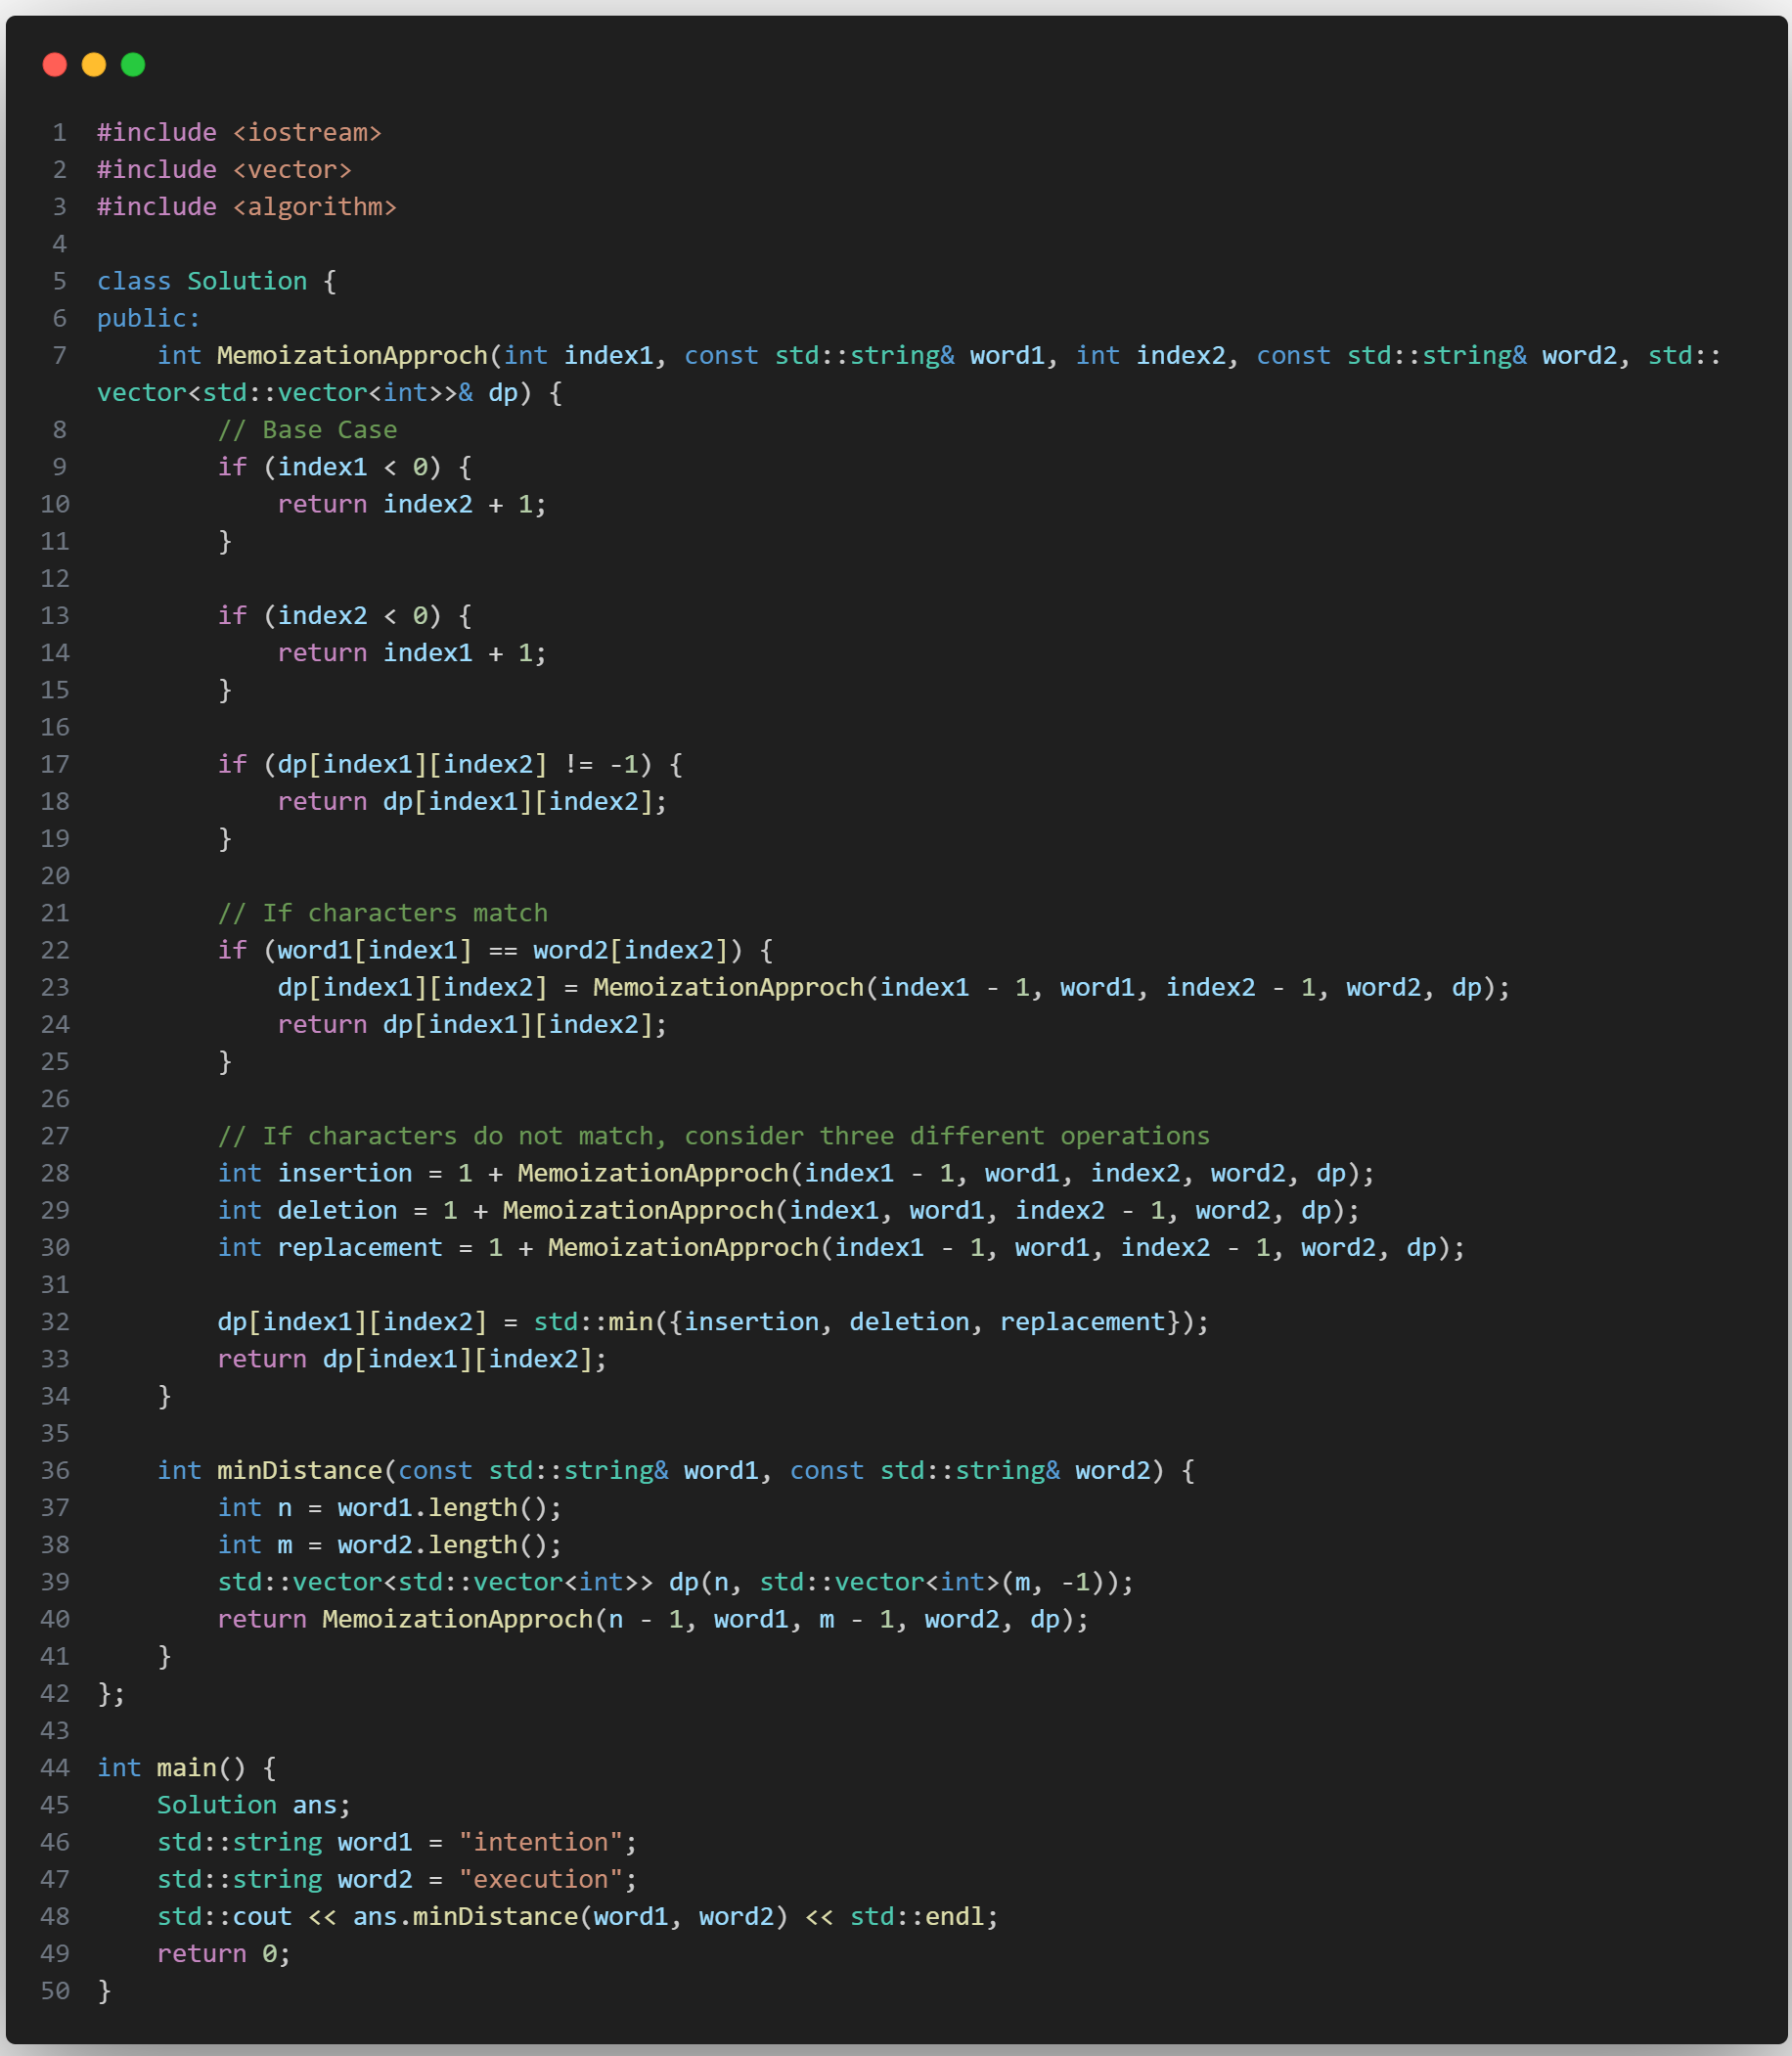 1 #include <iostream>
2 #include <vector>
3 #include <algorithm>
4
5 class Solution {
6 public:
7     int MemoizationApproch(int index1, const std::string& word1, int index2, const std::string& word2, std::
vector<std::vector<int>>& dp) {
8         // Base Case
9         if (index1 < 0) {
10             return index2 + 1;
11         }
12
13         if (index2 < 0) {
14             return index1 + 1;
15         }
16
17         if (dp[index1][index2] != -1) {
18             return dp[index1][index2];
19         }
20
21         // If characters match
22         if (word1[index1] == word2[index2]) {
23             dp[index1][index2] = MemoizationApproch(index1 - 1, word1, index2 - 1, word2, dp);
24             return dp[index1][index2];
25         }
26
27         // If characters do not match, consider three different operations
28         int insertion = 1 + MemoizationApproch(index1 - 1, word1, index2, word2, dp);
29         int deletion = 1 + MemoizationApproch(index1, word1, index2 - 1, word2, dp);
30         int replacement = 1 + MemoizationApproch(index1 - 1, word1, index2 - 1, word2, dp);
31
32         dp[index1][index2] = std::min({insertion, deletion, replacement});
33         return dp[index1][index2];
34     }
35
36     int minDistance(const std::string& word1, const std::string& word2) {
37         int n = word1.length();
38         int m = word2.length();
39         std::vector<std::vector<int>> dp(n, std::vector<int>(m, -1));
40         return MemoizationApproch(n - 1, word1, m - 1, word2, dp);
41     }
42 };
43
44 int main() {
45     Solution ans;
46     std::string word1 = "intention";
47     std::string word2 = "execution";
48     std::cout << ans.minDistance(word1, word2) << std::endl;
49     return 0;
50 }